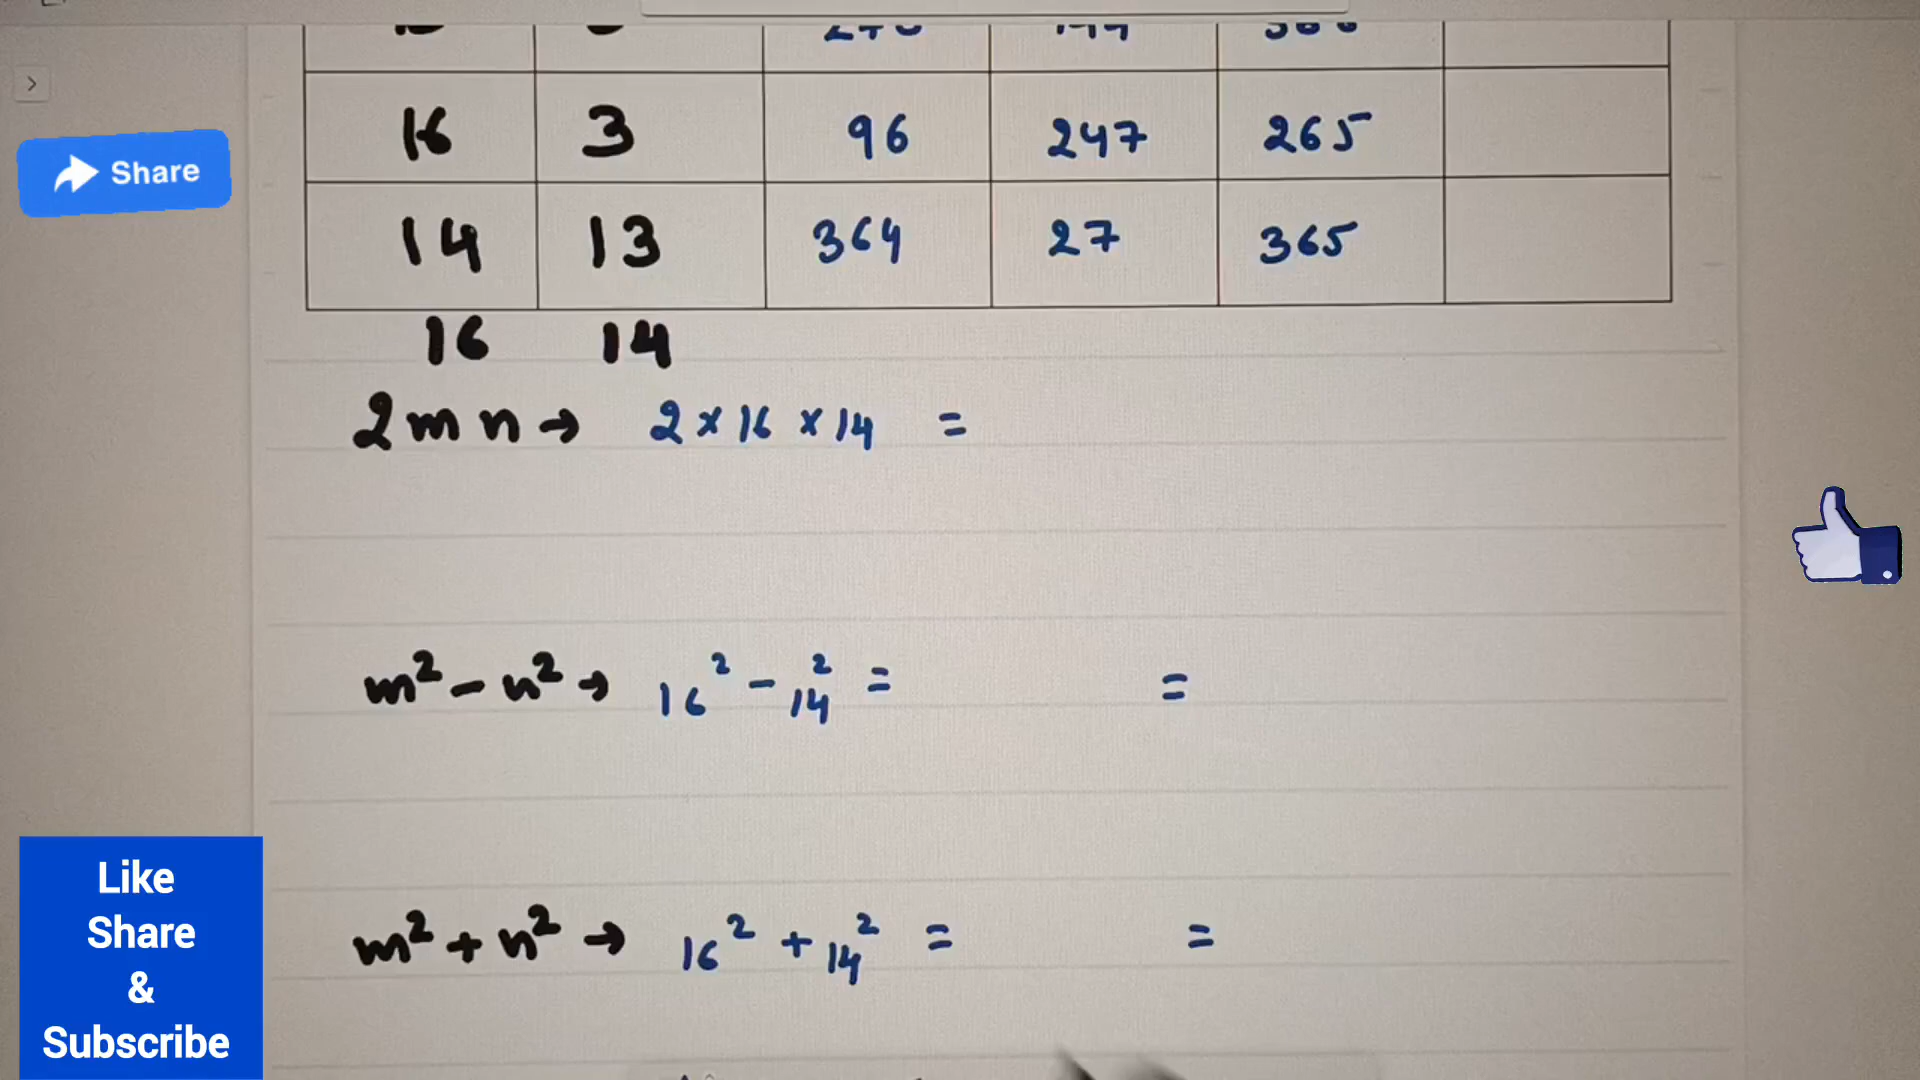 16 3 96 247 265
Share
14 13 364 27 365
16 14
2mn→ 2×16×14 =
m²-n²→ 16²-14² = =
m²+n²→ 16²+14² = =
Like
Share
&
Subscribe